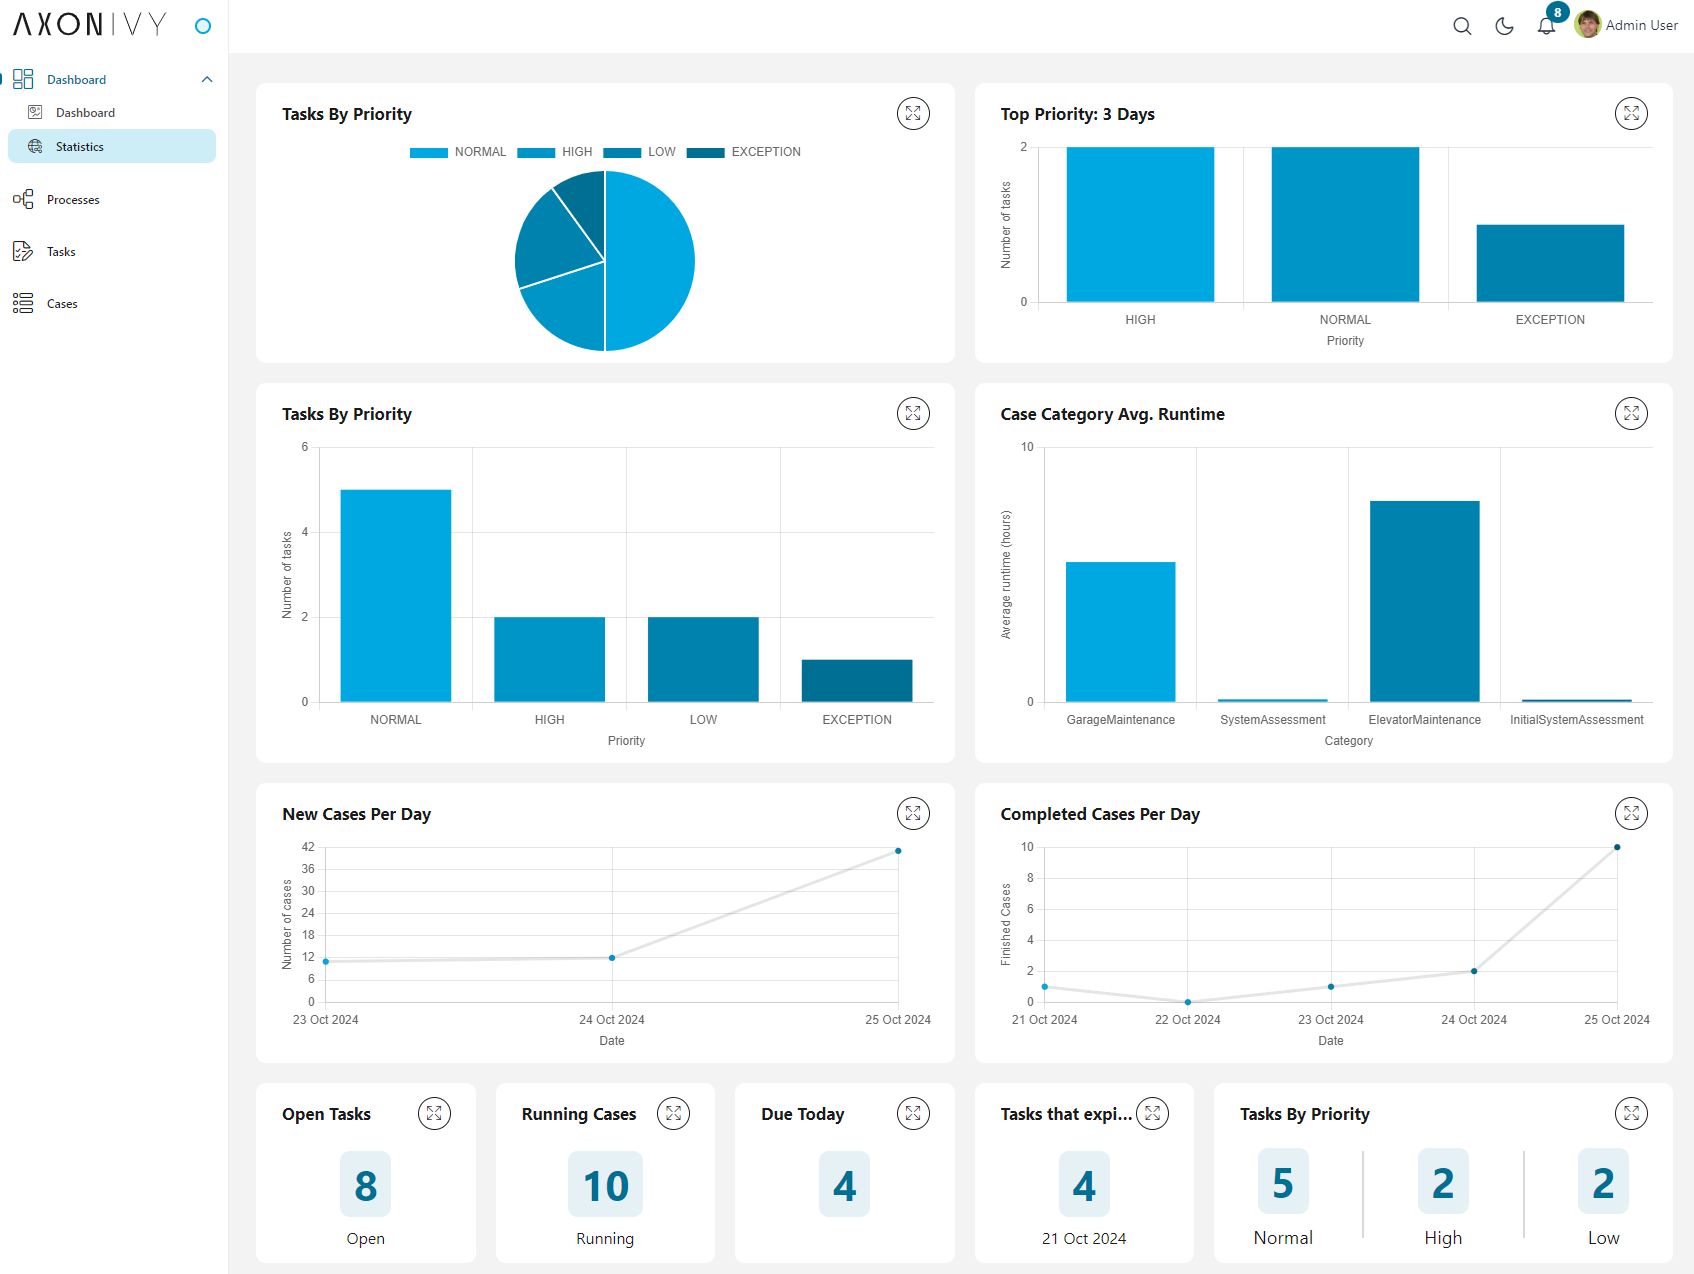 AXONIVY
8
Admin User
Dashboard
Dashboard
Statistics
Processes
Tasks
Cases
Tasks By Priority
NORMAL HIGH LOW EXCEPTION
Top Priority: 3 Days
2
0
Number of tasks
HIGH NORMAL EXCEPTION
Priority
Tasks By Priority
6
4
2
0
Number of tasks
NORMAL HIGH LOW EXCEPTION
Priority
Case Category Avg. Runtime
10
0
Average runtime (hours)
GarageMaintenance SystemAssessment ElevatorMaintenance InitialSystemAssessment
Category
New Cases Per Day
42
36
30
24
18
12
6
0
Number of cases
23 Oct 2024 24 Oct 2024 25 Oct 2024
Date
Completed Cases Per Day
10
8
6
4
2
0
Finished Cases
21 Oct 2024 22 Oct 2024 23 Oct 2024 24 Oct 2024 25 Oct 2024
Date
Open Tasks
8
Open
Running Cases
10
Running
Due Today
4
Tasks that expi...
4
21 Oct 2024
Tasks By Priority
5 2 2
Normal High Low